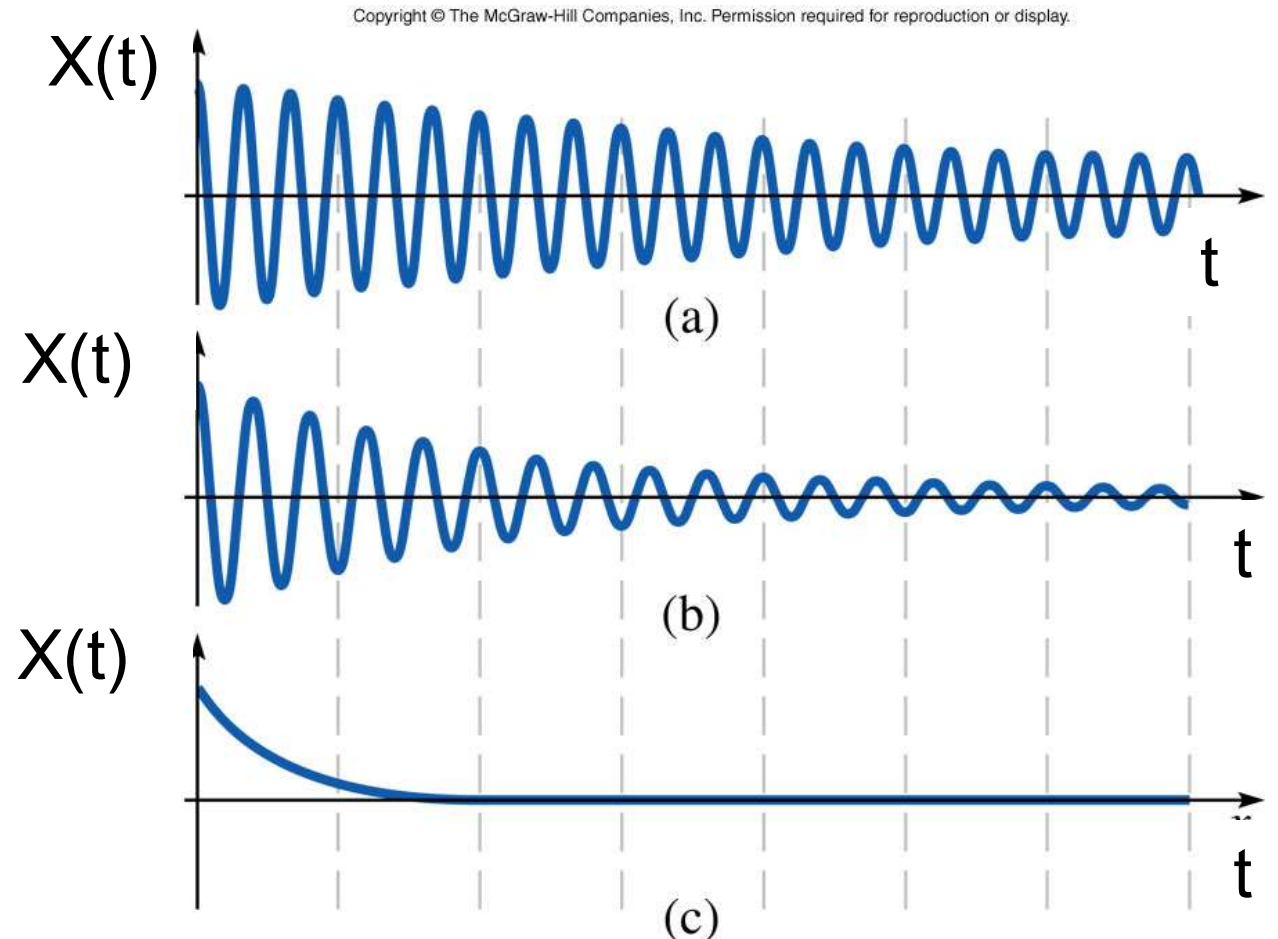 Copyright © The McGraw-Hill Companies, Inc. Permission required for reproduction or display.
X(t)
t
(a)
X(t)
t
(b)
X(t)
t
(c)